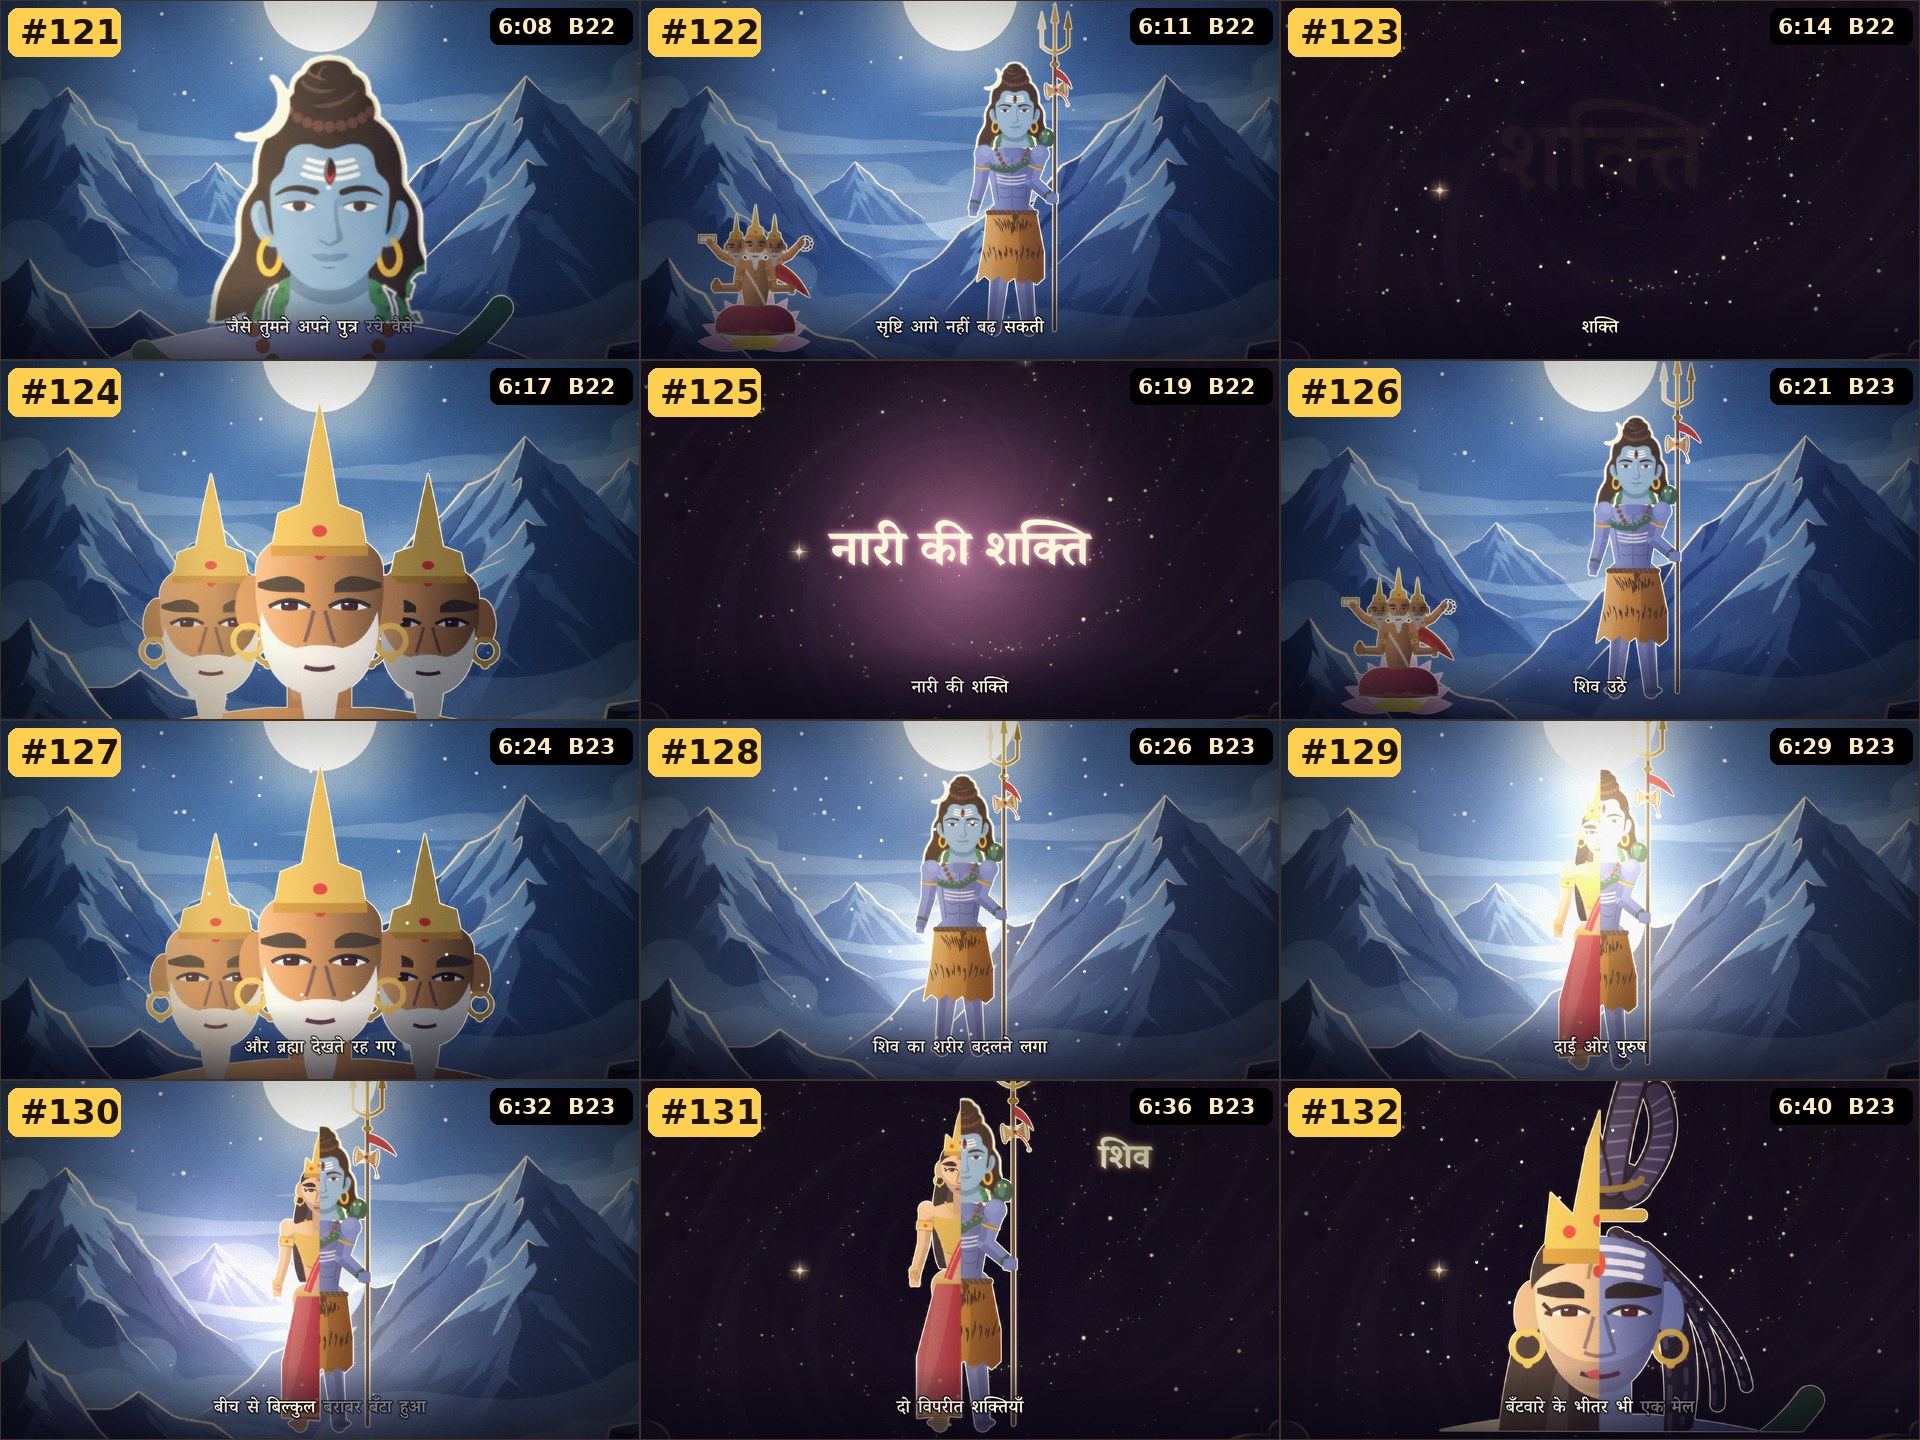 #121
6:08 B22
जैसे तुमने अपने पुत्र रचे वैसे
#122
6:11 B22
सृष्टि आगे नहीं बढ़ सकती
#123
6:14 B22
शक्ति
शक्ति
#124
6:17 B22
#125
6:19 B22
नारी की शक्ति
नारी की शक्ति
#126
6:21 B23
शिव उठे
#127
6:24 B23
और ब्रह्मा देखते रह गए
#128
6:26 B23
शिव का शरीर बदलने लगा
#129
6:29 B23
दाईं ओर पुरुष
#130
6:32 B23
बीच से बिल्कुल बराबर बँटा हुआ
#131
6:36 B23
शिव
दो विपरीत शक्तियाँ
#132
6:40 B23
बँटवारे के भीतर भी एक मेल